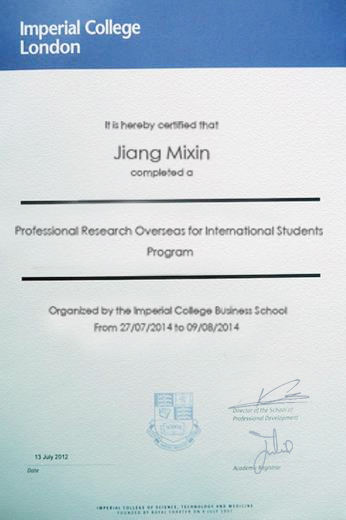 Imperial College
London
It is hereby certified that
Jiang Mixin
completed a
Professional Research Overseas for International Students
Program
Organized by the Imperial College Business School
From 27/07/2014 to 09/08/2014
Director of the School of
Professional Development
13 July 2012
Date
Academic Registrar
IMPERIAL COLLEGE OF SCIENCE, TECHNOLOGY AND MEDICINE
FOUNDED BY ROYAL CHARTER ON 8 JULY 1907